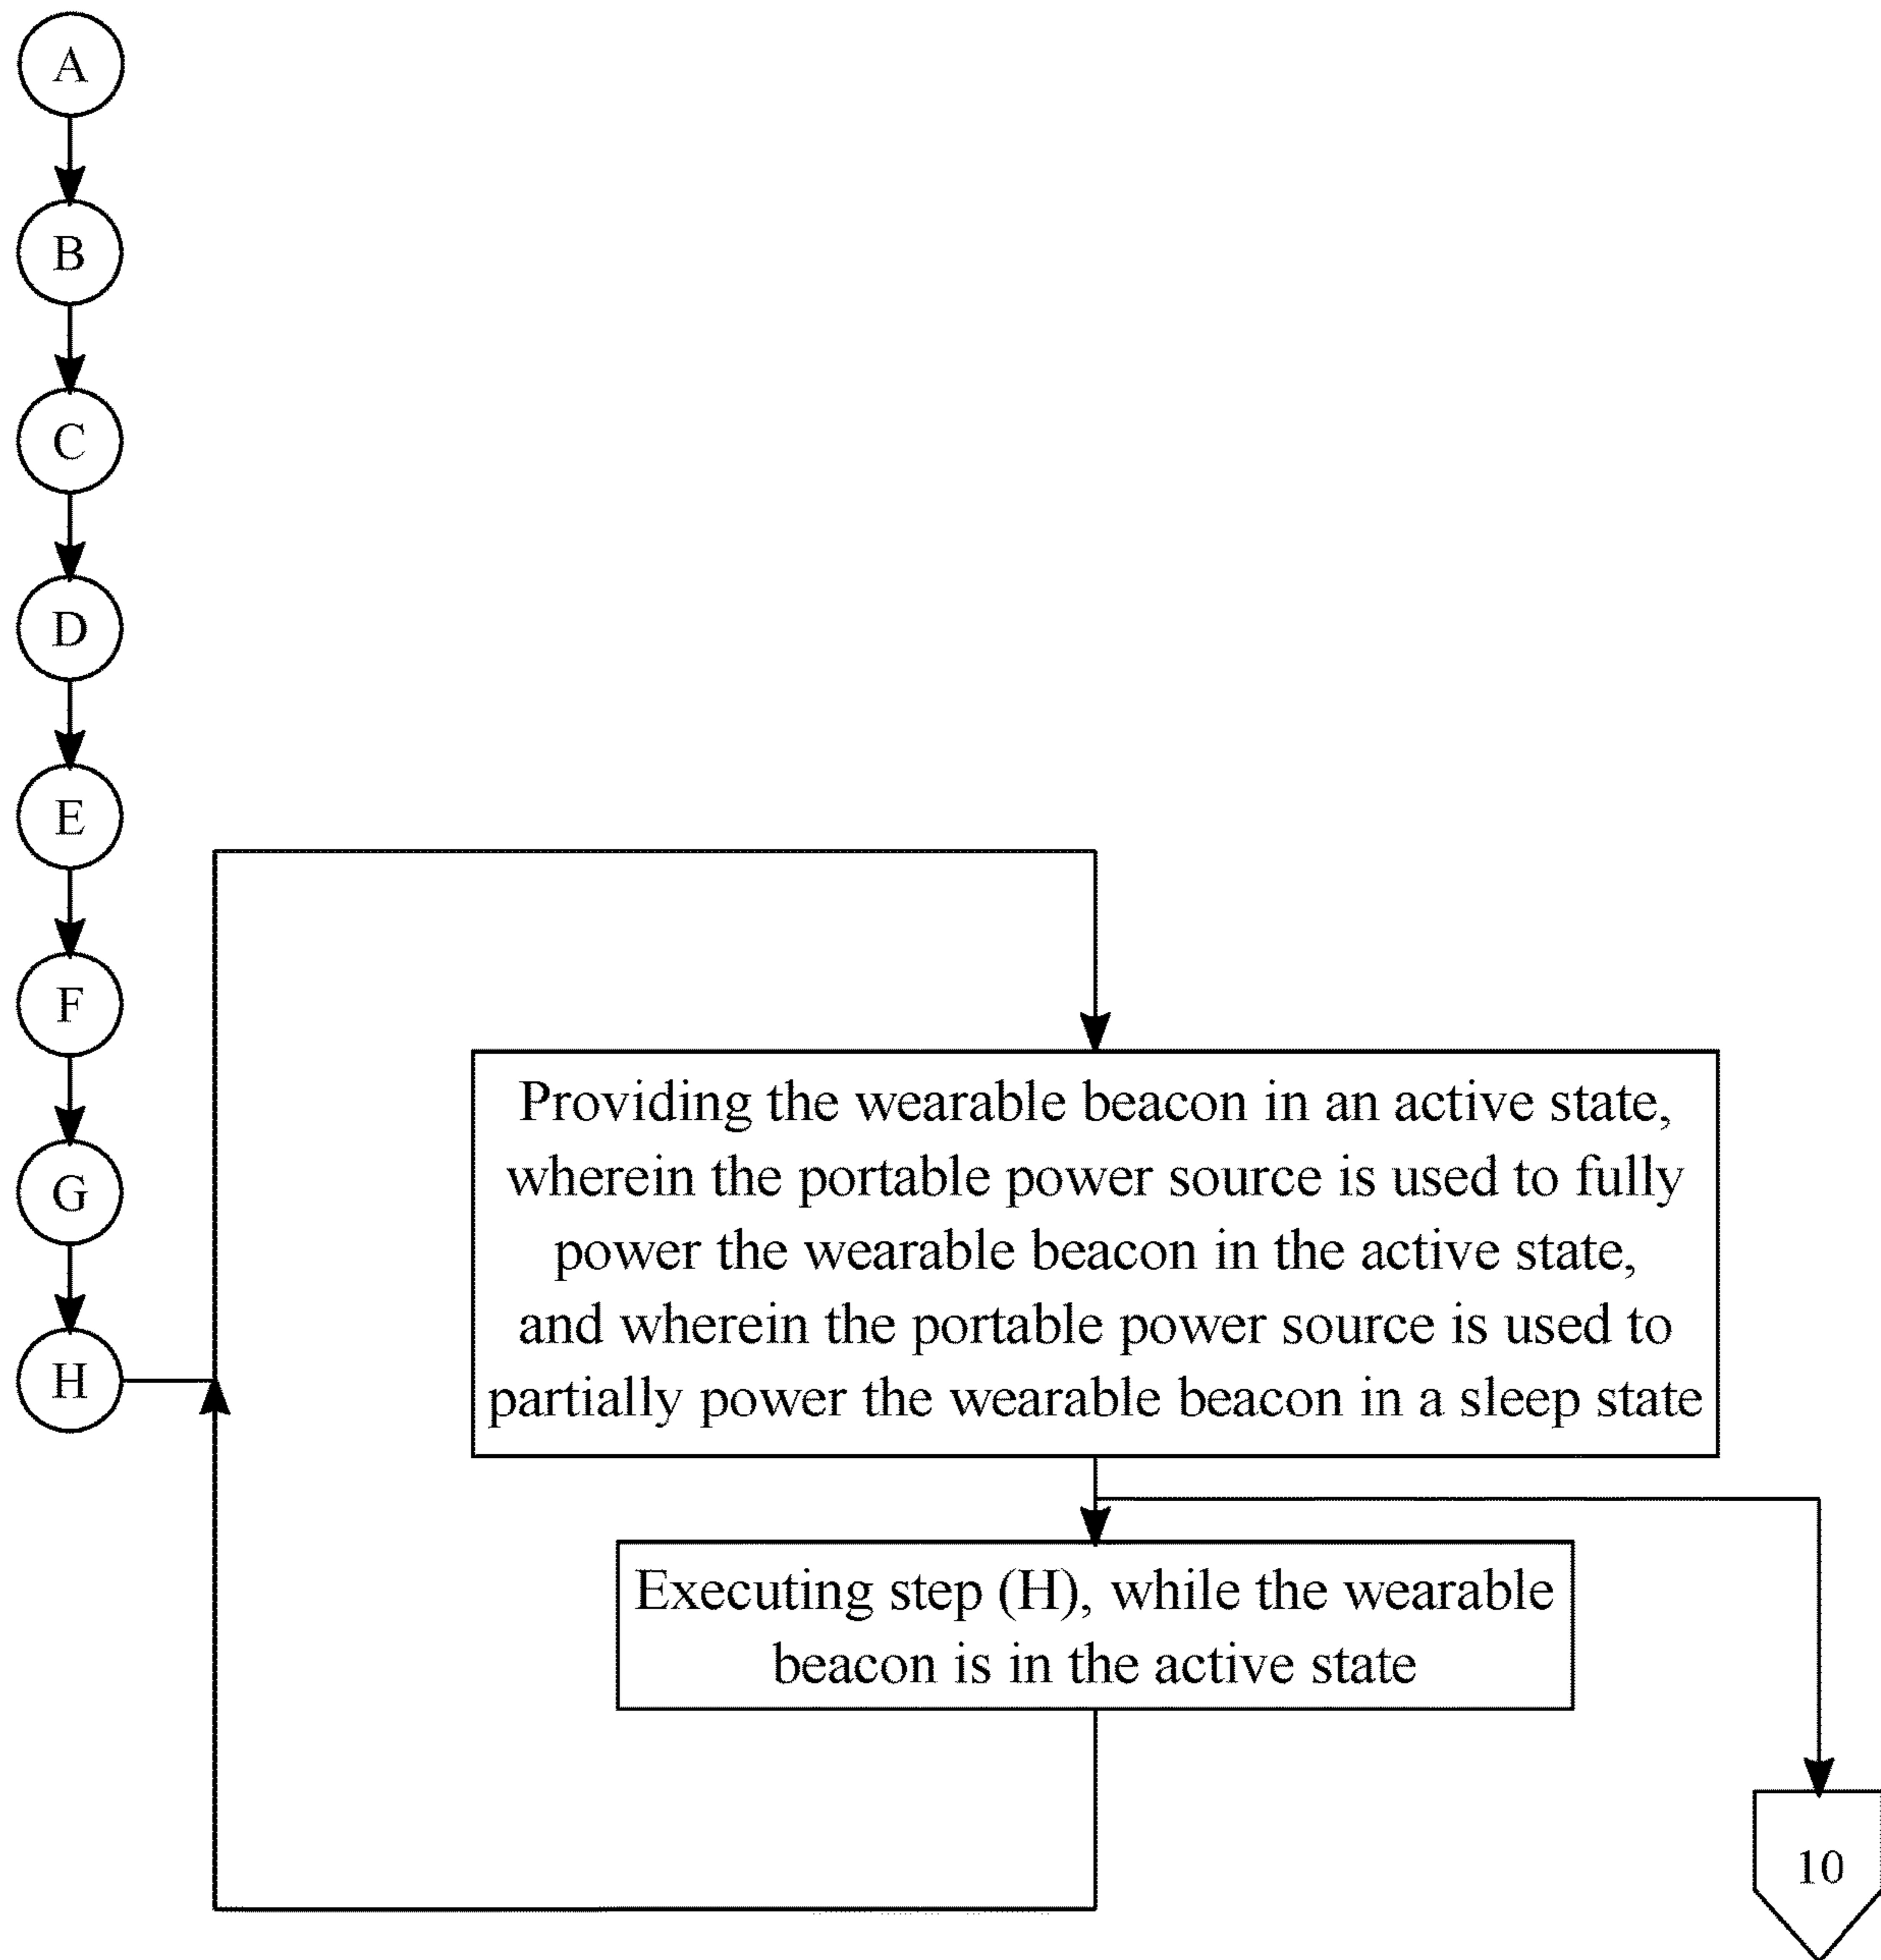 A
B
C
D
E
F
G
H
Providing the wearable beacon in an active state,
wherein the portable power source is used to fully
power the wearable beacon in the active state,
and wherein the portable power source is used to
partially power the wearable beacon in a sleep state
Executing step (H), while the wearable
beacon is in the active state
10